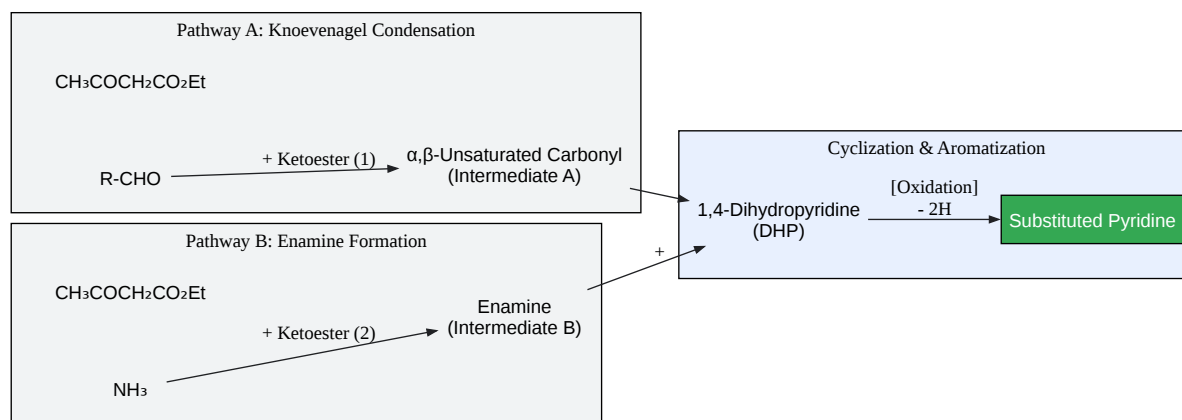 Pathway A: Knoevenagel Condensation
CH₃COCH₂CO₂Et
+ Ketoester (1)
R-CHO
α,β-Unsaturated Carbonyl
(Intermediate A)
Pathway B: Enamine Formation
CH₃COCH₂CO₂Et
+ Ketoester (2)
NH₃
Enamine
(Intermediate B)
+
Cyclization & Aromatization
1,4-Dihydropyridine
(DHP)
[Oxidation]
- 2H
Substituted Pyridine